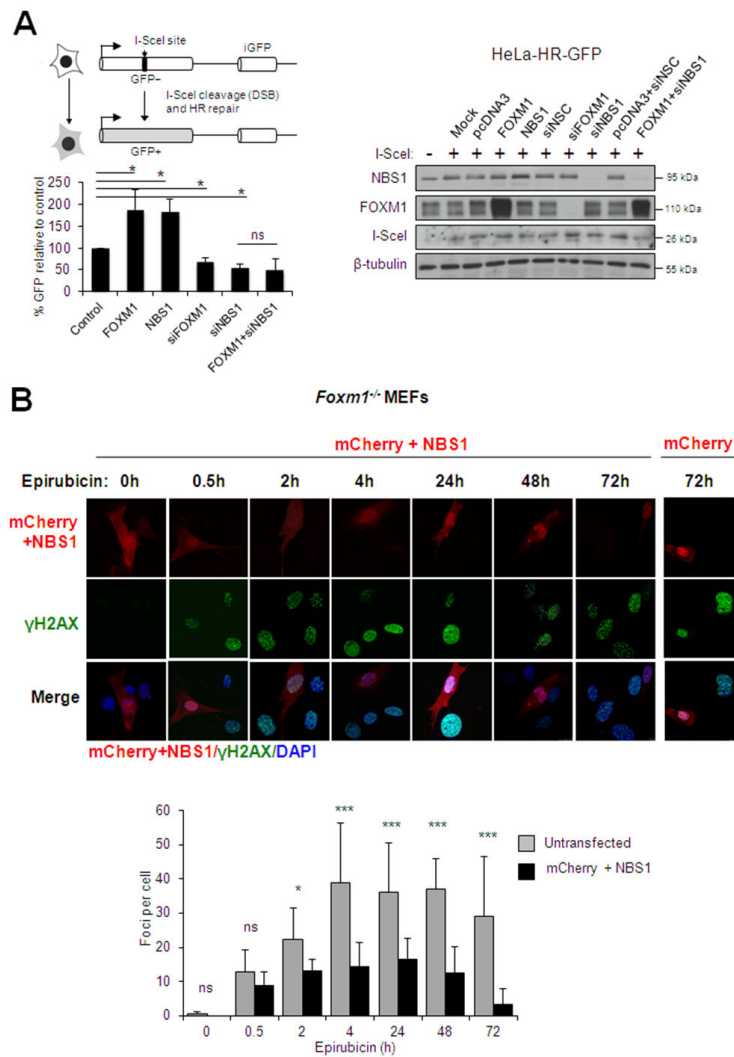 A
I-SceI site
iGFP
GFP–
I-SceI cleavage (DSB)
and HR repair
GFP+
% GFP relative to control
250
200
150
100
50
0
* * * *
ns
Control
FOXM1
NBS1
siFOXM1
siNBS1
FOXM1+siNBS1
HeLa-HR-GFP
Mock
pcDNA3
FOXM1
NBS1
siNSC
siFOXM1
siNBS1
pcDNA3+siNSC
FOXM1+siNBS1
I-SceI: - + + + + + + + + +
NBS1 95 kDa
FOXM1 110 kDa
I-SceI 26 kDa
β-tubulin 55 kDa
B
Foxm1-/- MEFs
mCherry + NBS1 mCherry
Epirubicin: 0h 0.5h 2h 4h 24h 48h 72h 72h
mCherry
+NBS1
γH2AX
Merge
mCherry+NBS1/γH2AX/DAPI
Foci per cell
60
50
40
30
20
10
0
ns ns * *** *** *** ***
Untransfected
mCherry + NBS1
0 0.5 2 4 24 48 72
Epirubicin (h)